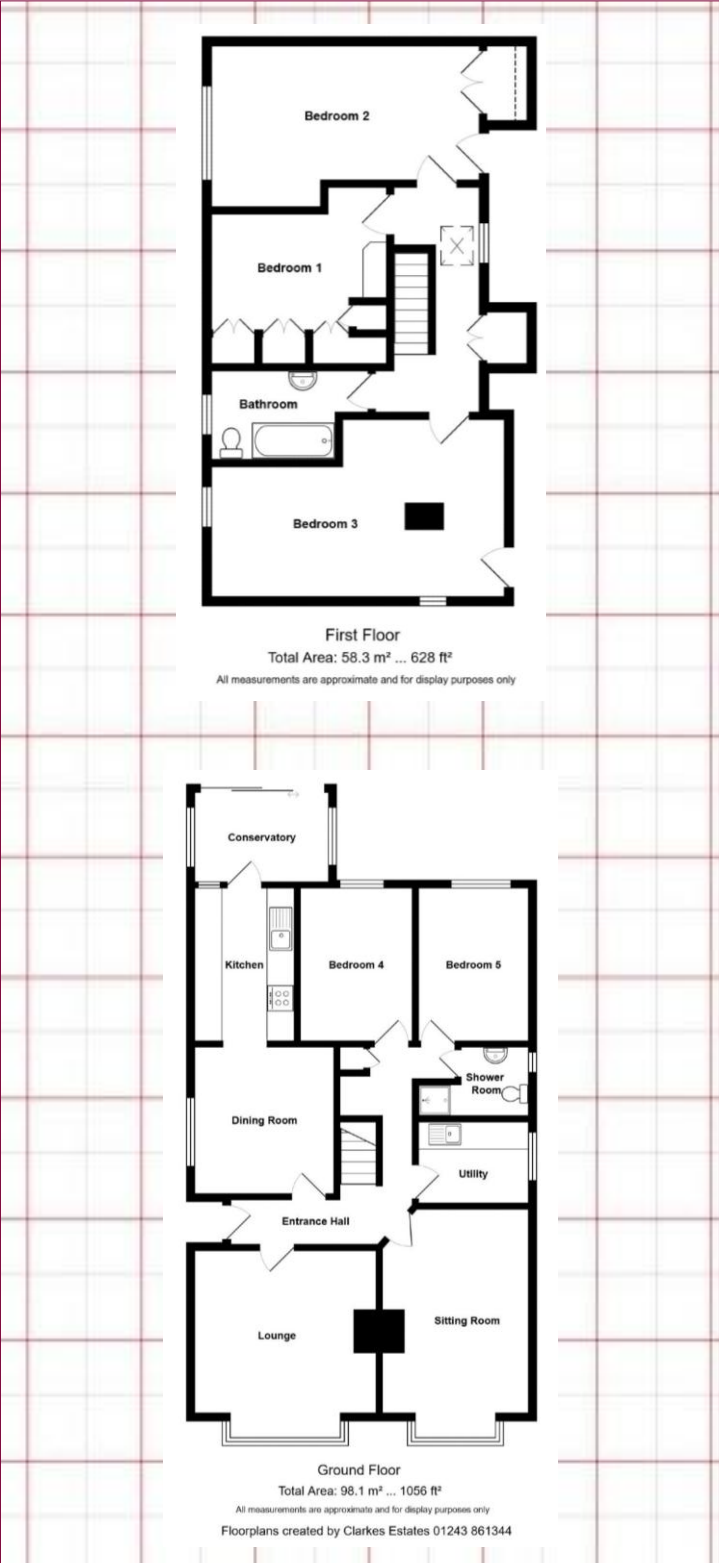 Bedroom 2
Bedroom 1
Bathroom
Bedroom 3
First Floor
Total Area: 58.3 m² ... 628 ft²
All measurements are approximate and for display purposes only
Conservatory
Kitchen
Bedroom 4
Bedroom 5
Shower
Room
Dining Room
Utility
Entrance Hall
Sitting Room
Lounge
Ground Floor
Total Area: 98.1 m² ... 1056 ft²
All measurements are approximate and for display purposes only
Floorplans created by Clarkes Estates 01243 861344